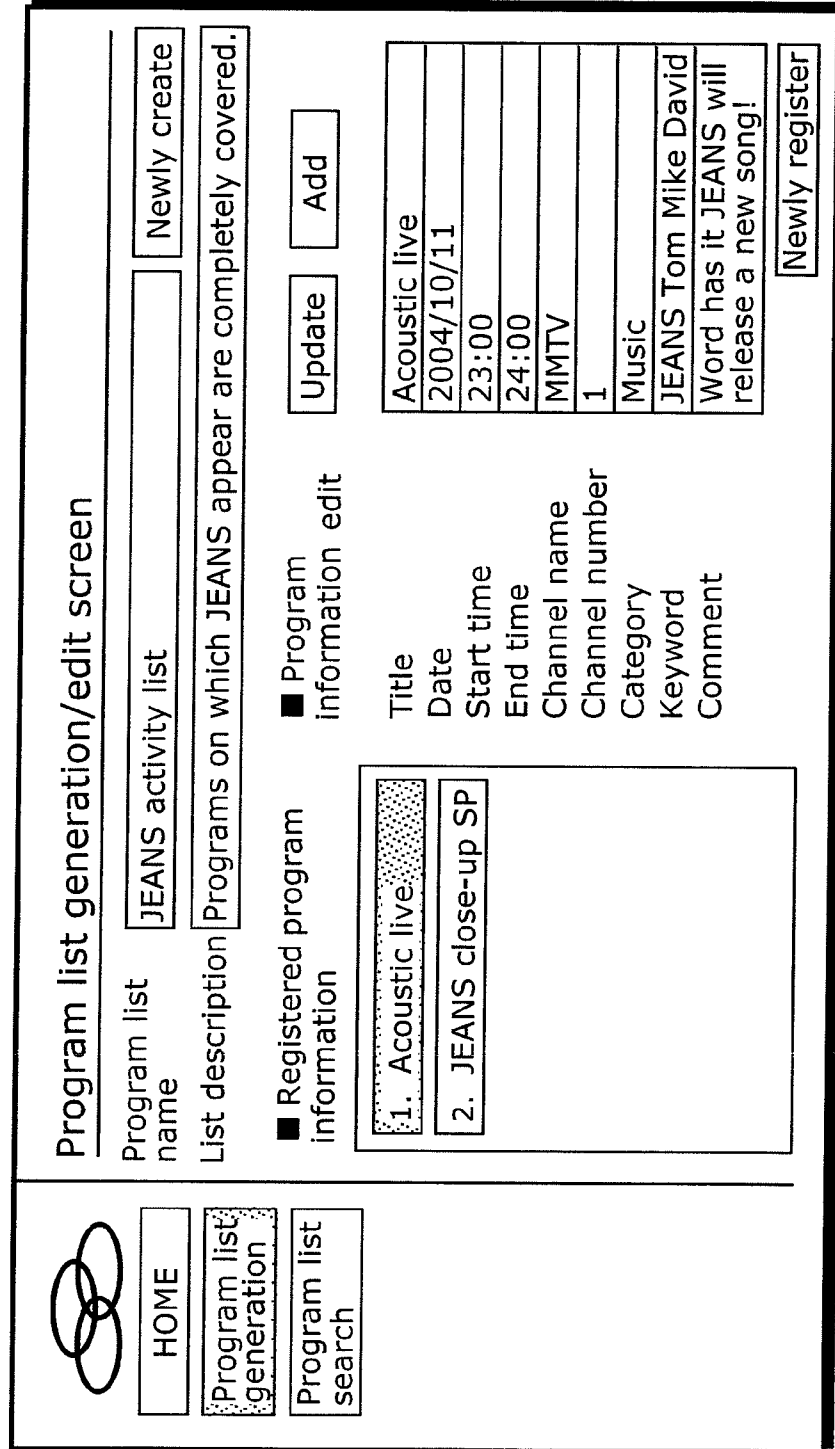 HOME
Program list
generation
Program list
search
Program list generation/edit screen
Program list
name
JEANS activity list
Newly create
List description
Programs on which JEANS appear are completely covered.
■ Registered program
information
1. Acoustic live
2. JEANS close-up SP
■ Program
information edit
Update
Add
Title
Acoustic live
Date
2004/10/11
Start time
23:00
End time
24:00
Channel name
MMTV
Channel number
1
Category
Music
Keyword
JEANS Tom Mike David
Comment
Word has it JEANS will
release a new song!
Newly register